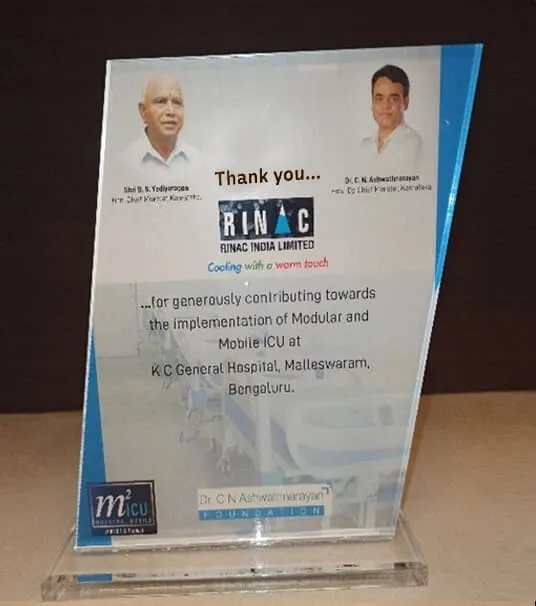 Shri B. S. Yediyurappa
Hon. Chief Minister, Karnataka.
Dr. C. N. Ashwathnarayan
Hon. Dy. Chief Minister, Karnataka
Thank you...
RINAC
RINAC INDIA LIMITED
Cooling with a warm touch
...for generously contributing towards
the implementation of Modular and
Mobile ICU at
K C General Hospital, Malleswaram,
Bengaluru.
m2 ICU
MODULAR MOBILE
Dr. C N Ashwathnarayan
FOUNDATION